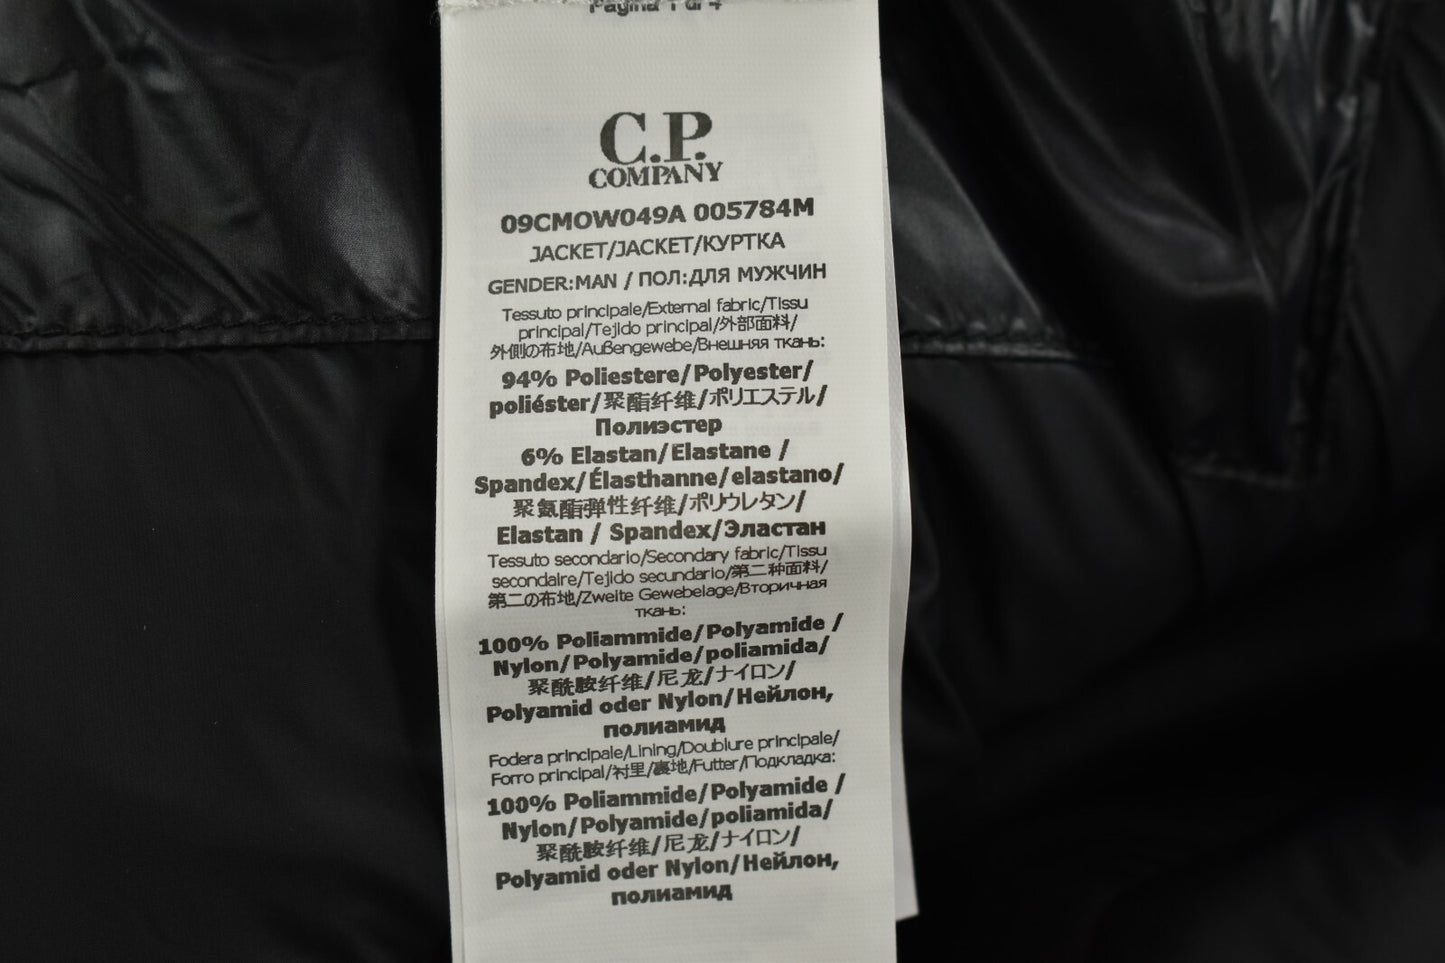 Pagina 1 di 4
C.P.
COMPANY
09CMOW049A 005784M
JACKET/JACKET/КУРТКА
GENDER:MAN / ПОЛ:ДЛЯ МУЖЧИН
Tessuto principale/External fabric/Tissu
principal/Tejido principal/外部面料/
外側の布地/Außengewebe/Внешняя ткань:
94% Poliestere/Polyester/
poliéster/聚酯纤维/ポリエステル/
Полиэстер
6% Elastan/Elastane /
Spandex/Élasthanne/elastano/
聚氨酯弹性纤维/ポリウレタン/
Elastan / Spandex/Эластан
Tessuto secondario/Secondary fabric/Tissu
secondaire/Tejido secundario/第二种面料/
第二の布地/Zweite Gewebelage/Вторичная
ткань:
100% Poliammide/Polyamide /
Nylon/Polyamide/poliamida/
聚酰胺纤维/尼龙/ナイロン/
Polyamid oder Nylon/Нейлон,
полиамид
Fodera principale/Lining/Doublure principale/
Forro principal/衬里/裏地/Futter/Подкладка:
100% Poliammide/Polyamide /
Nylon/Polyamide/poliamida/
聚酰胺纤维/尼龙/ナイロン/
Polyamid oder Nylon/Нейлон,
полиамид